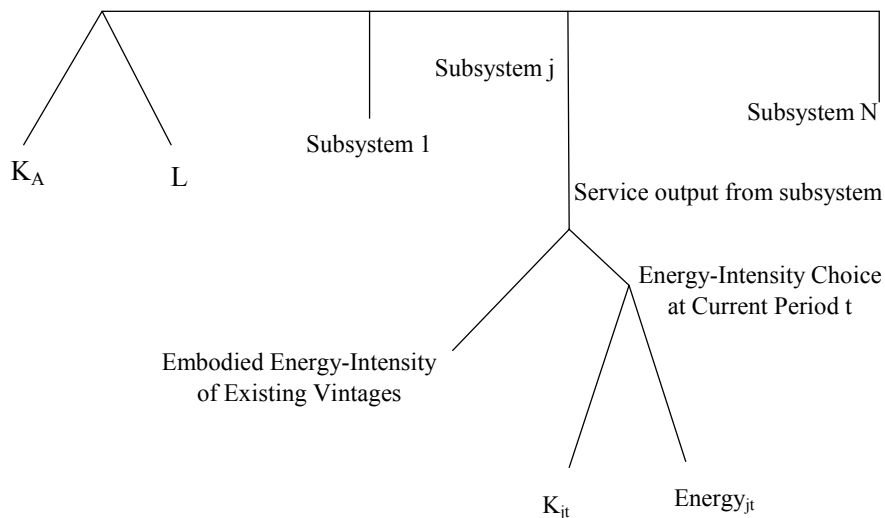 Subsystem j
Subsystem N
Subsystem 1
K_A
L
Service output from subsystem
Energy-Intensity Choice
at Current Period t
Embodied Energy-Intensity
of Existing Vintages
K_jt
Energy_jt